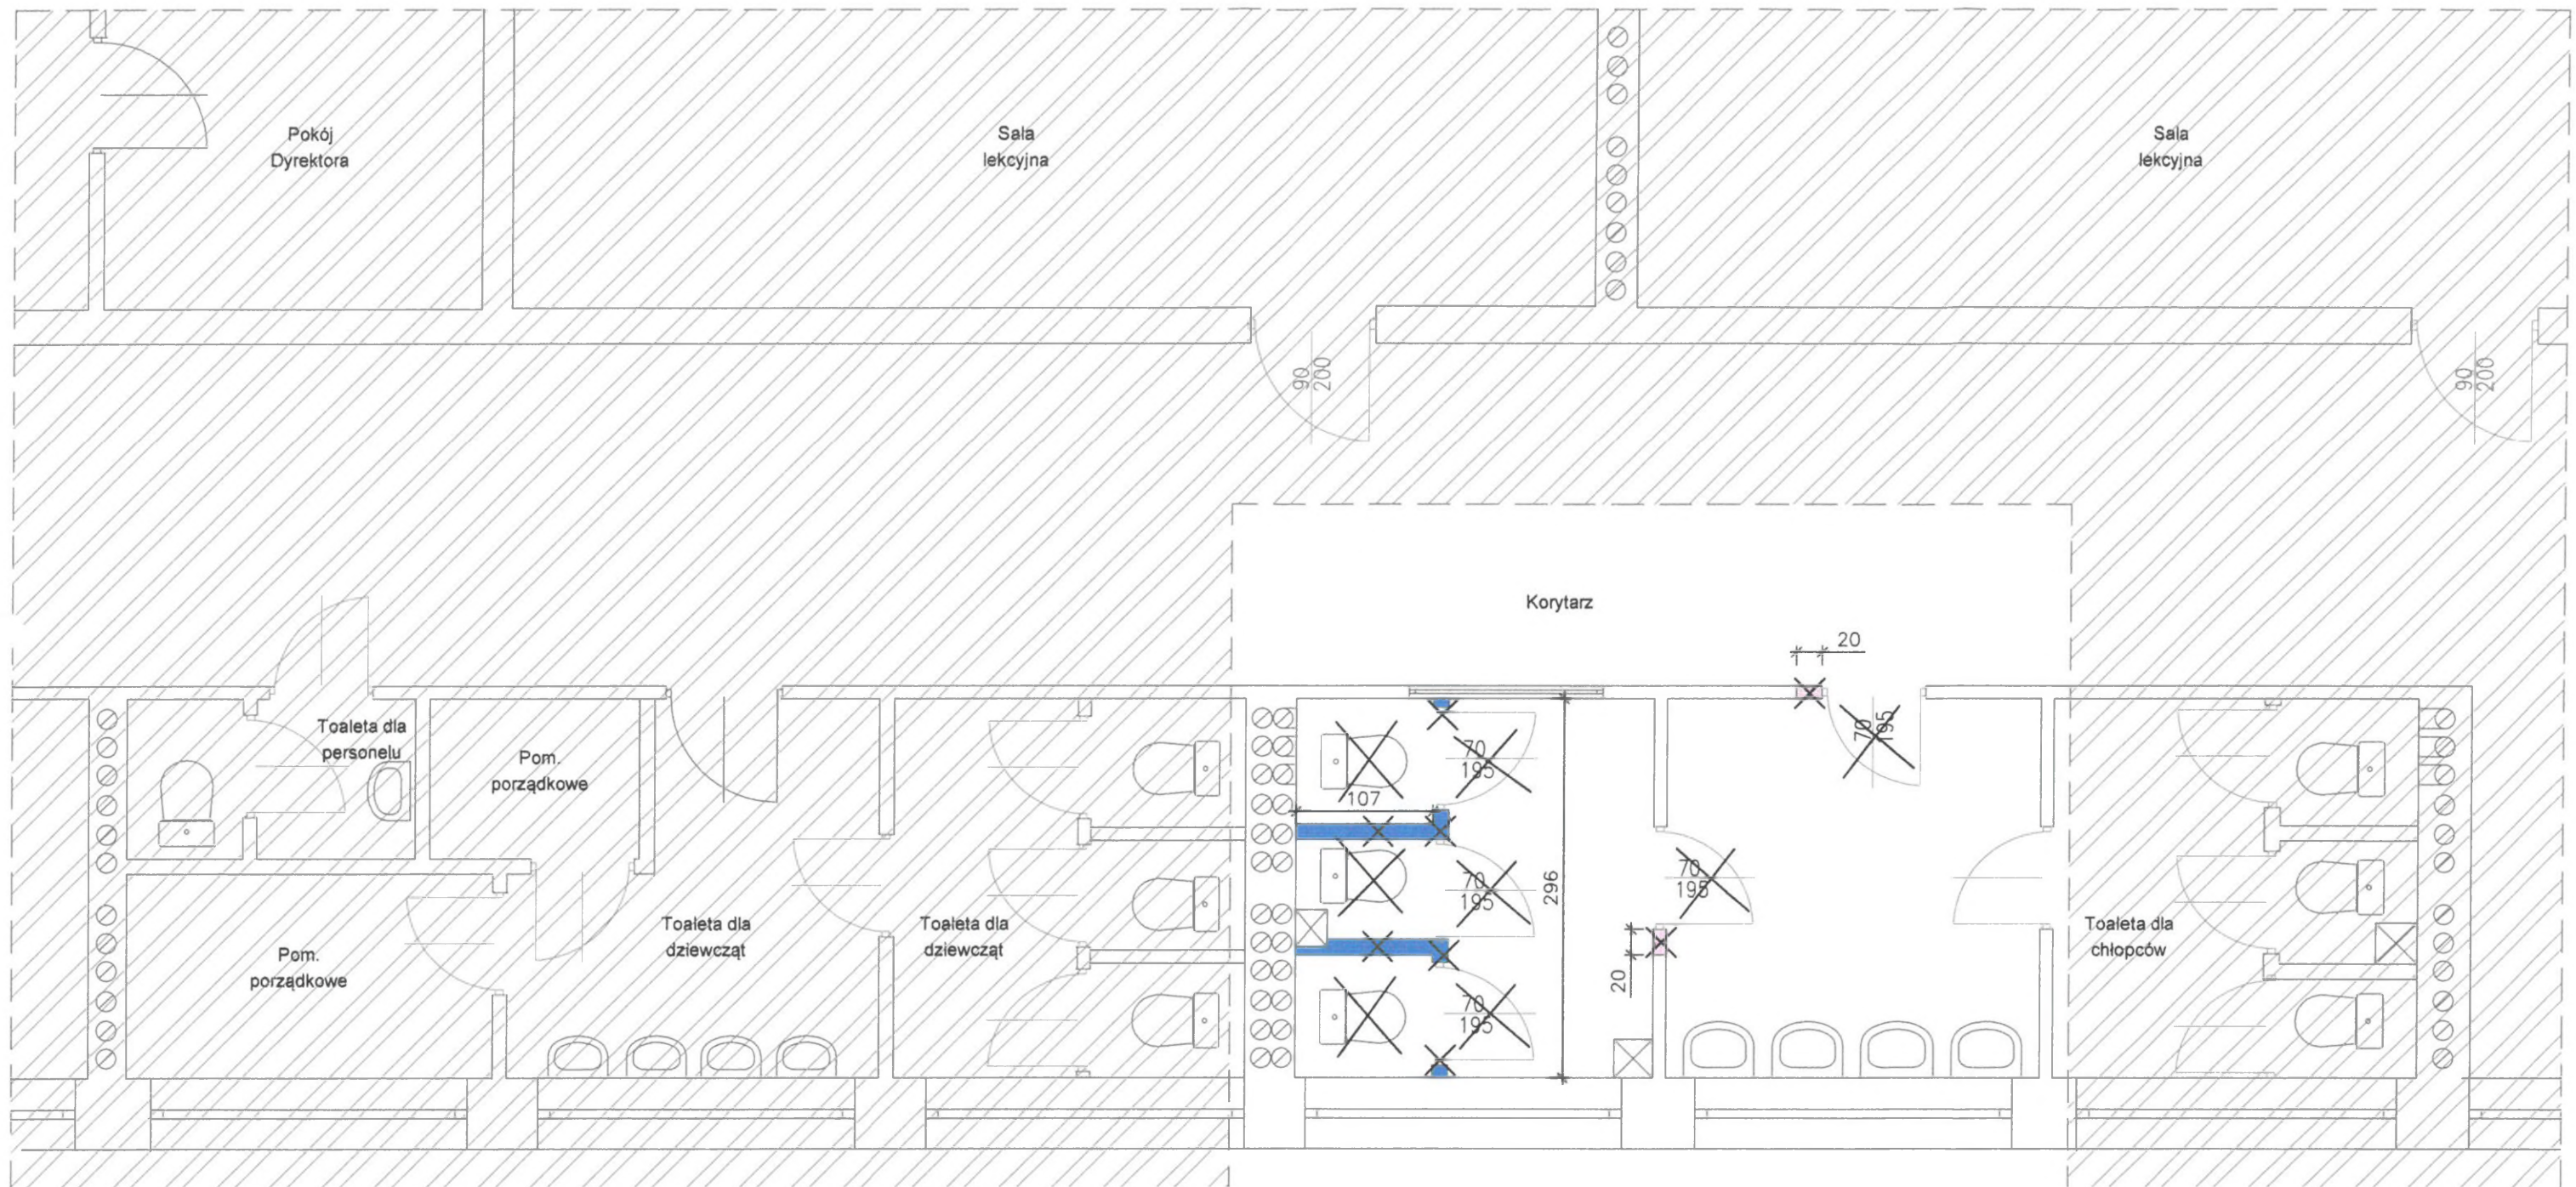 Pokój
Dyrektora
Sala
lekcyjna
Sala
lekcyjna
90
200
90
200
Korytarz
20
Toaleta dla
personelu
Pom.
porządkowe
70
195
70
195
107
70
195
296
70
195
Toaleta dla
dziewcząt
Toaleta dla
dziewcząt
Toaleta dla
chłopców
Pom.
porządkowe
20
70
195